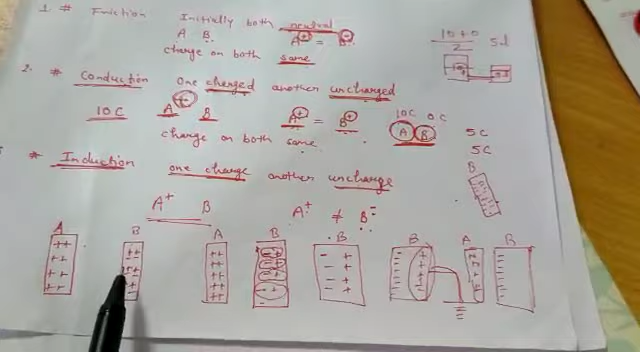 1. # Friction Initially both neutral
A B A⊕ = B⊖
charge on both same
10+0
2
5C
2. # Conduction One charged another uncharged
10C A⊕ B A⊕ = B⊕
10C 0C
A B 5C
charge on both same. 5C
* Induction one charge another uncharge
B
A+ B A+ ≠ B-
A B A B B B A B